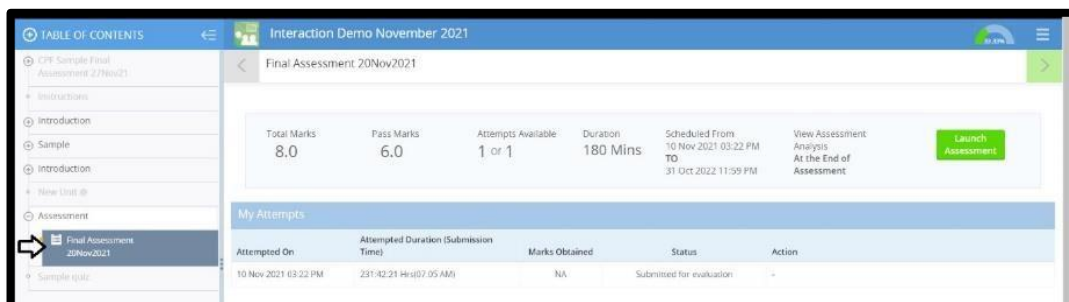 TABLE OF CONTENTS
Interaction Demo November 2021
33.33%
CPF Sample Final
Assessment 27Nov21
Instructions
Introduction
Sample
Introduction
New Unit @
Assessment
Final Assessment
20Nov2021
Sample quiz
Final Assessment 20Nov2021
Total Marks
8.0
Pass Marks
6.0
Attempts Available
1 or 1
Duration
180 Mins
Scheduled From
10 Nov 2021 03:22 PM
TO
31 Oct 2022 11:59 PM
View Assessment
Analysis
At the End of
Assessment
Launch
Assessment
My Attempts
Attempted On
Attempted Duration (Submission
Time)
Marks Obtained
Status
Action
10 Nov 2021 03:22 PM
231:42:21 Hrs(07:05 AM)
NA
Submitted for evaluation
-